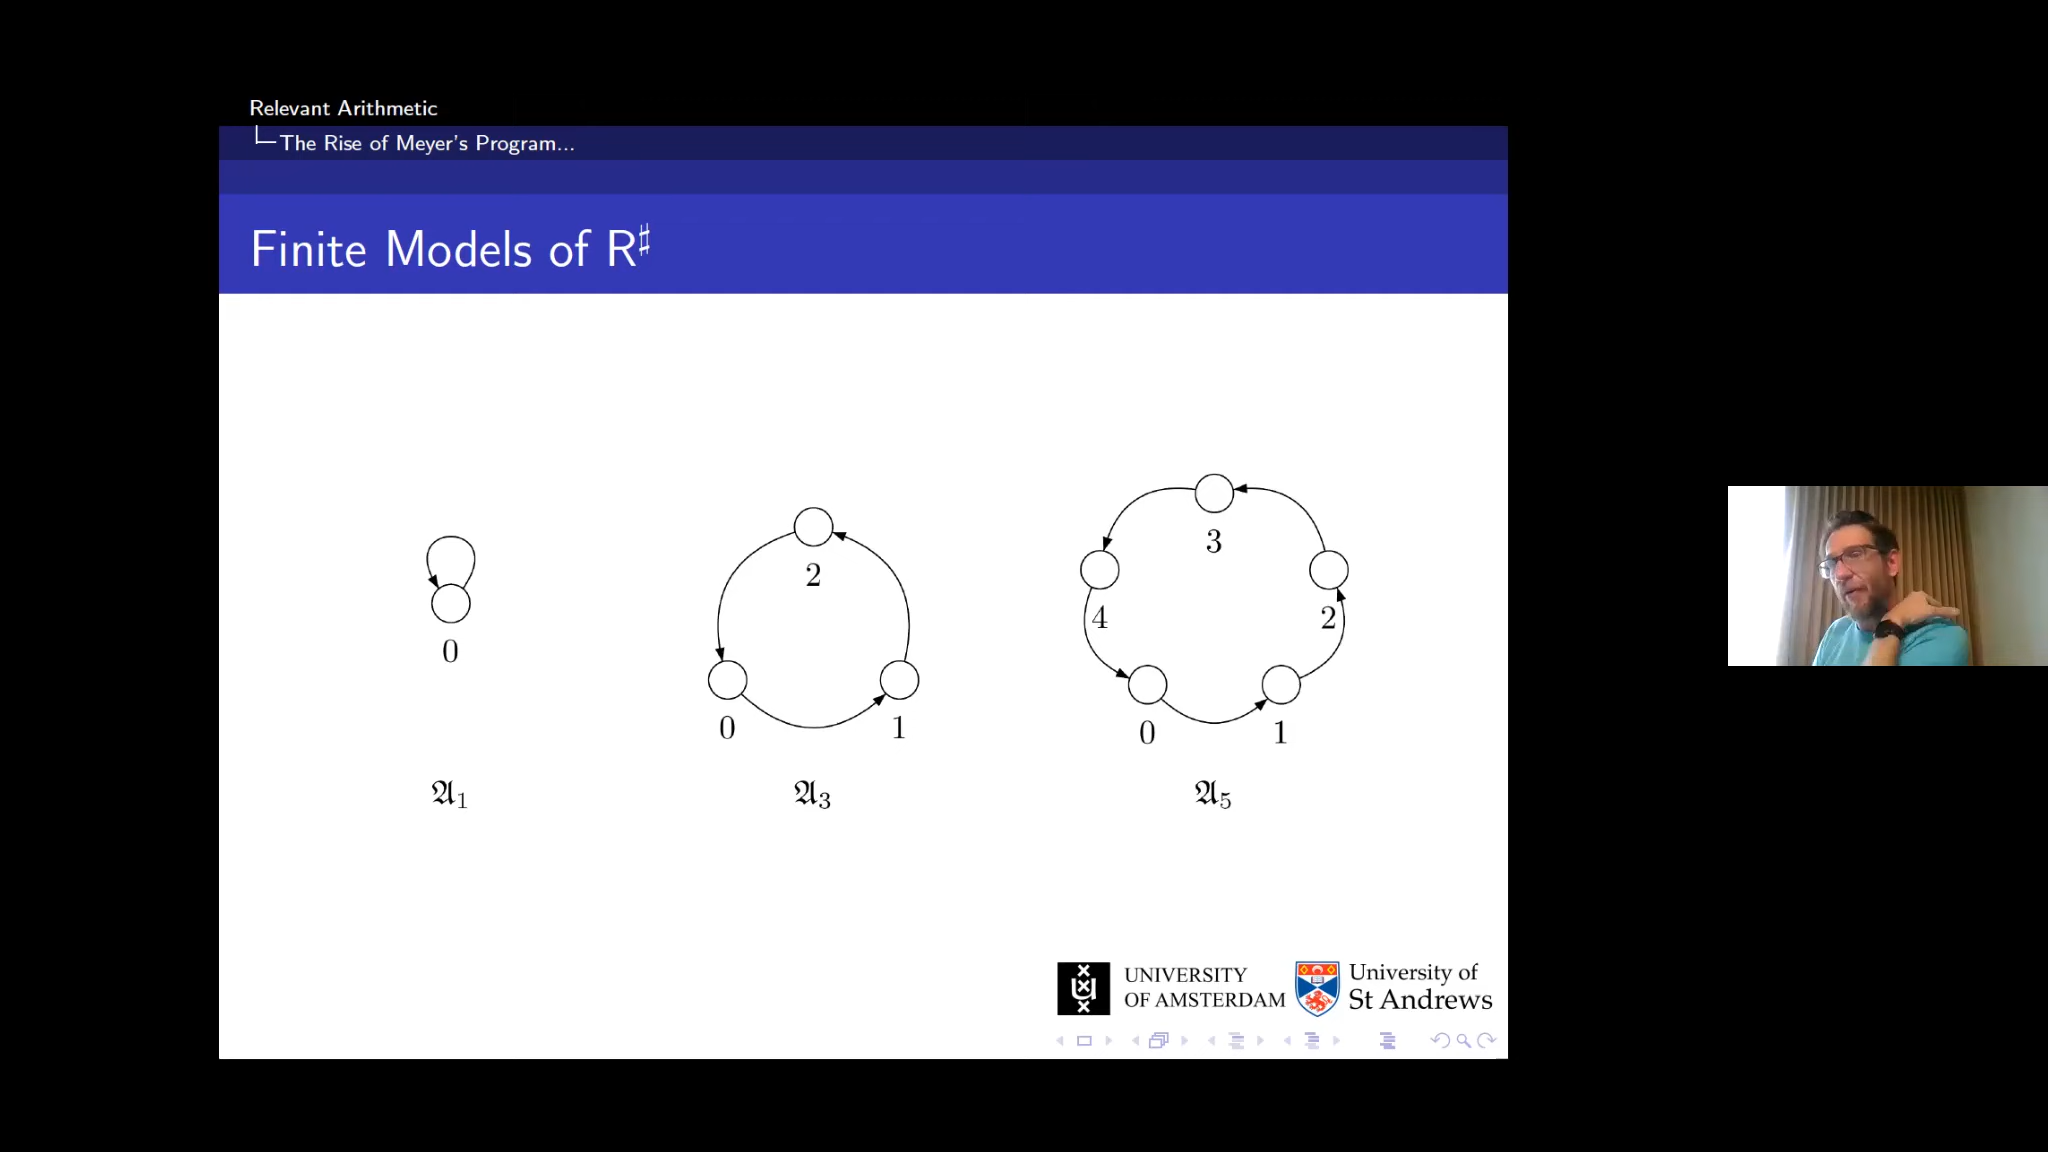 Relevant Arithmetic
The Rise of Meyer's Program...
Finite Models of R♯
0
𝔄₁
2
0 1
𝔄₃
3
4 2
0 1
𝔄₅
UNIVERSITY
OF AMSTERDAM
University of
St Andrews